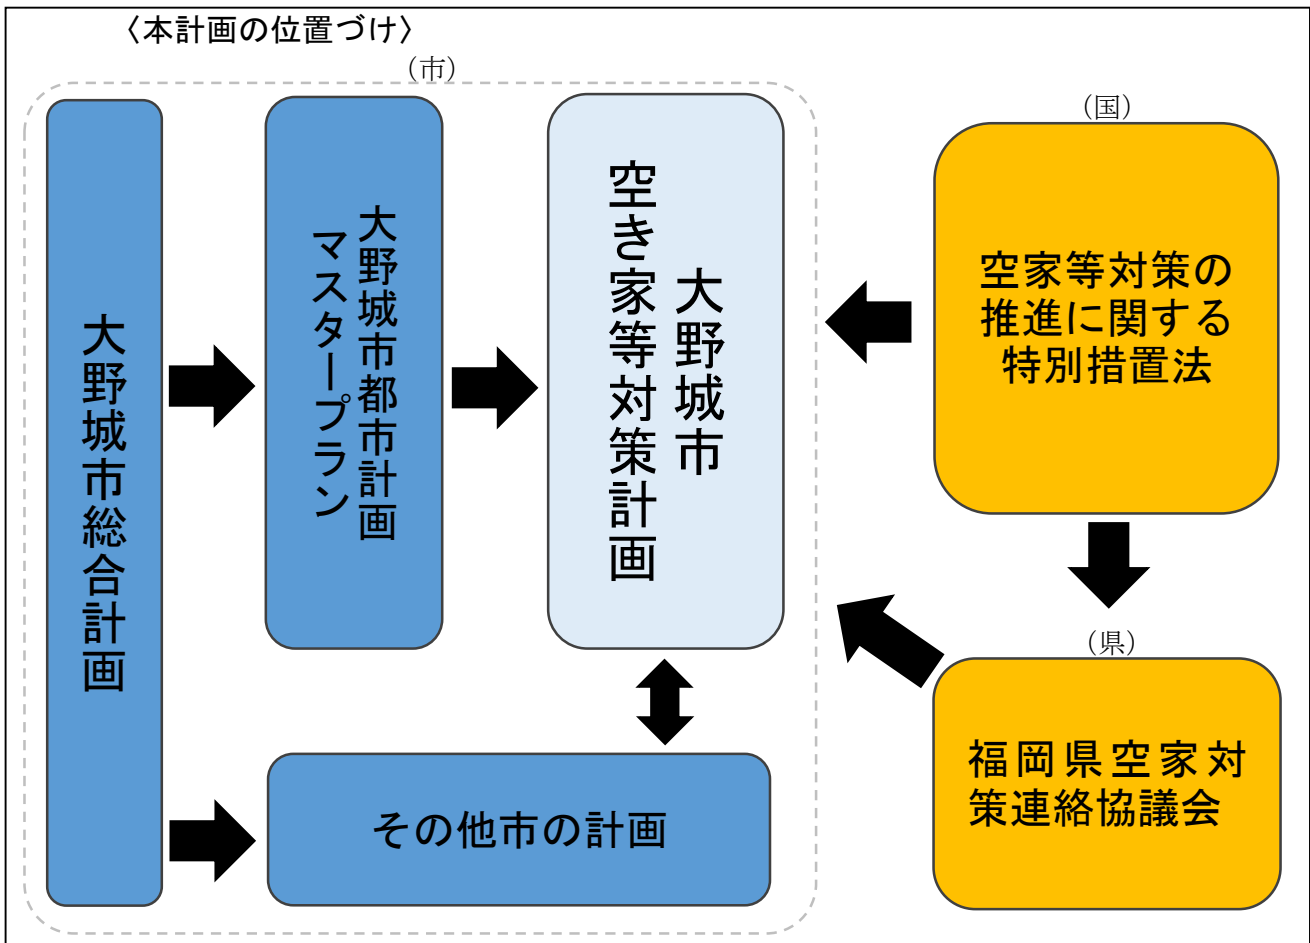 〈本計画の位置づけ〉
（市）
大野城市総合計画
大野城市都市計画
マスタープラン
大野城市
空き家等対策計画
その他市の計画
（国）
空家等対策の
推進に関する
特別措置法
（県）
福岡県空家対
策連絡協議会